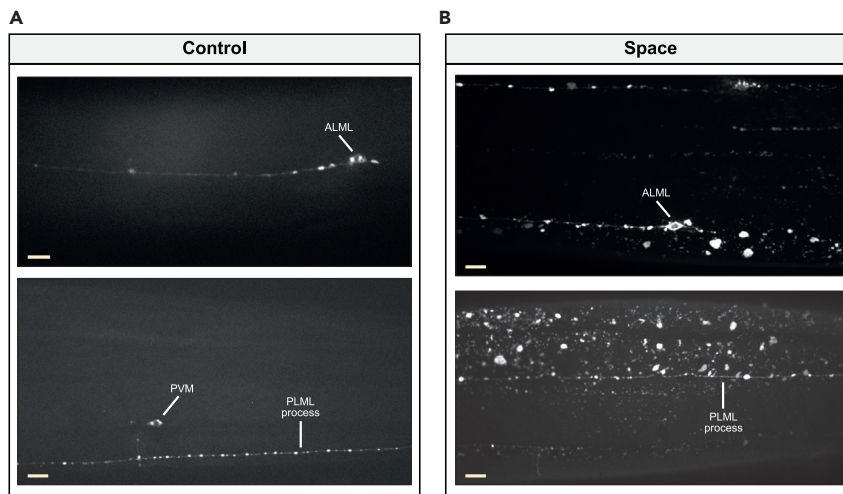 A
Control
ALML
PVM
PLML
process
B
Space
ALML
PLML
process